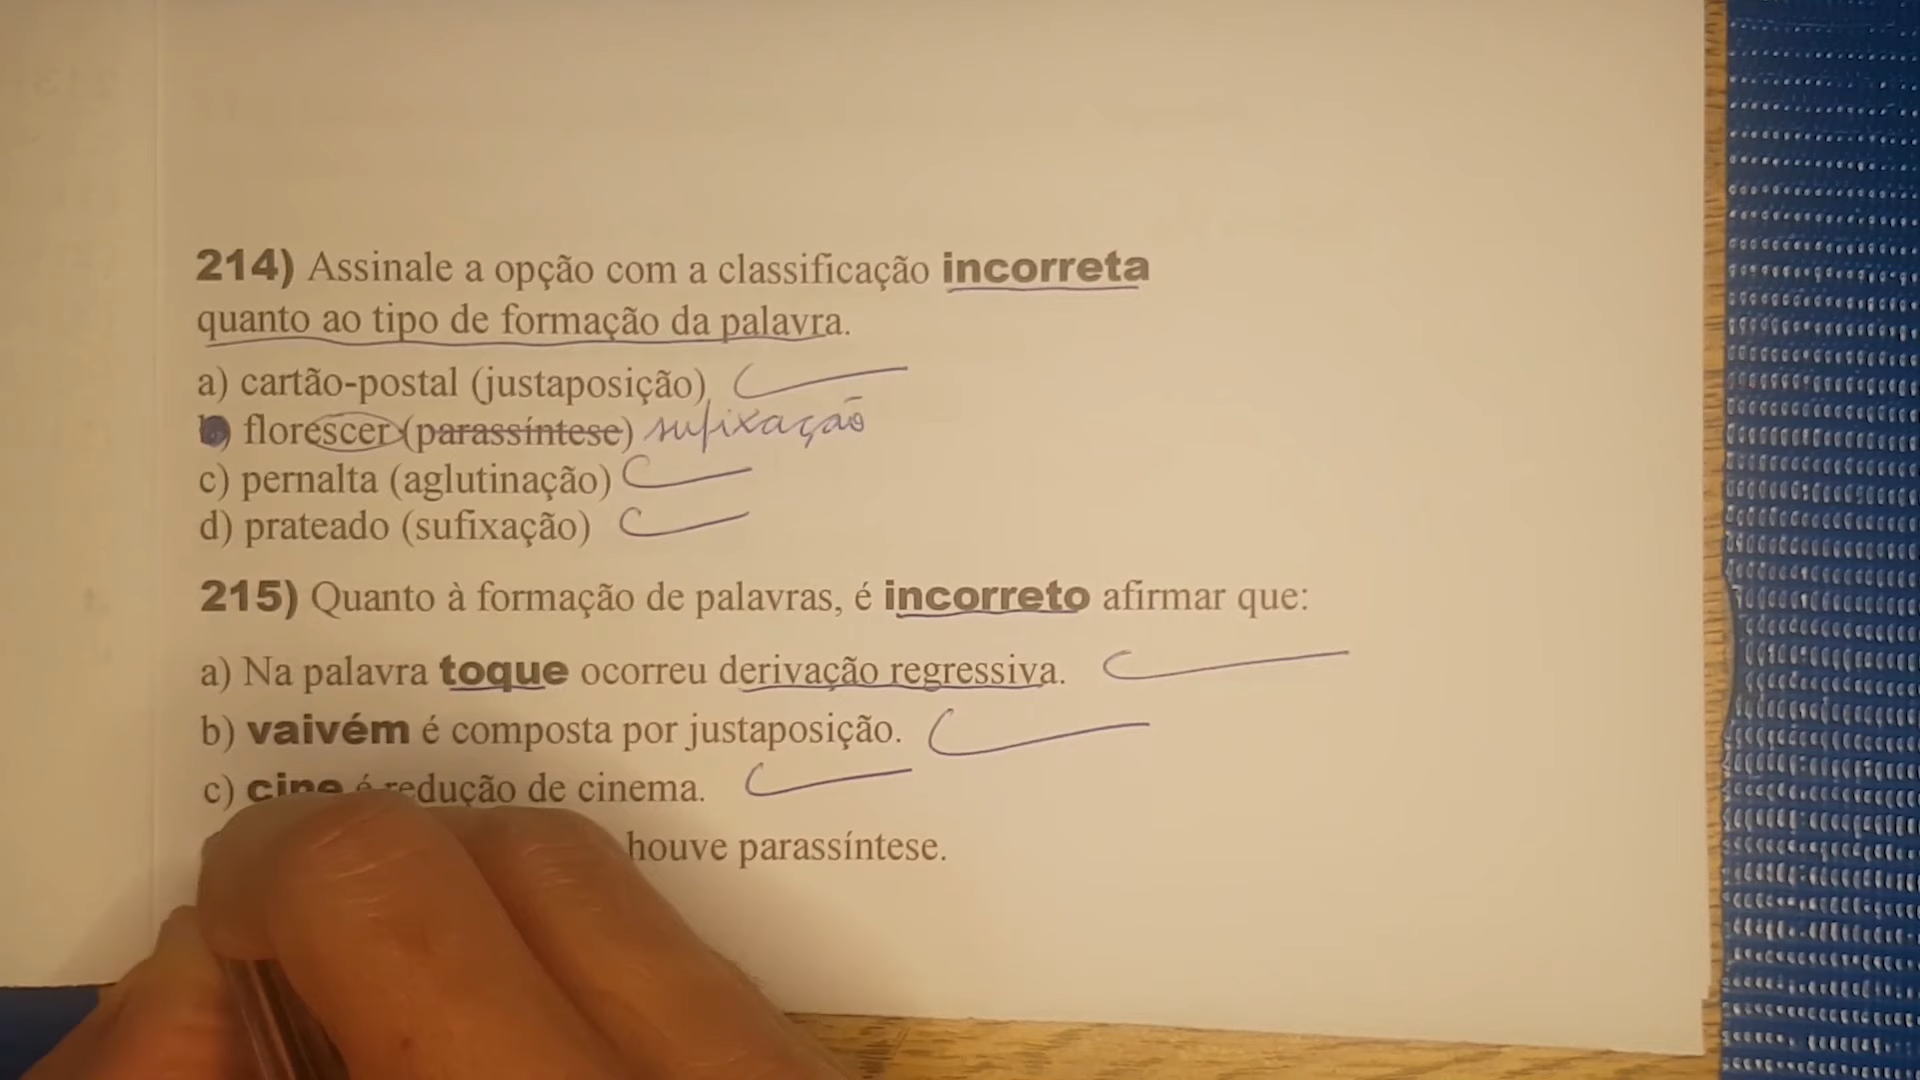 214) Assinale a opção com a classificação incorreta
quanto ao tipo de formação da palavra.
a) cartão-postal (justaposição)
b) florescer (parassíntese) sufixação
c) pernalta (aglutinação)
d) prateado (sufixação)
215) Quanto à formação de palavras, é incorreto afirmar que:
a) Na palavra toque ocorreu derivação regressiva.
b) vaivém é composta por justaposição.
c) cine é redução de cinema.
houve parassíntese.